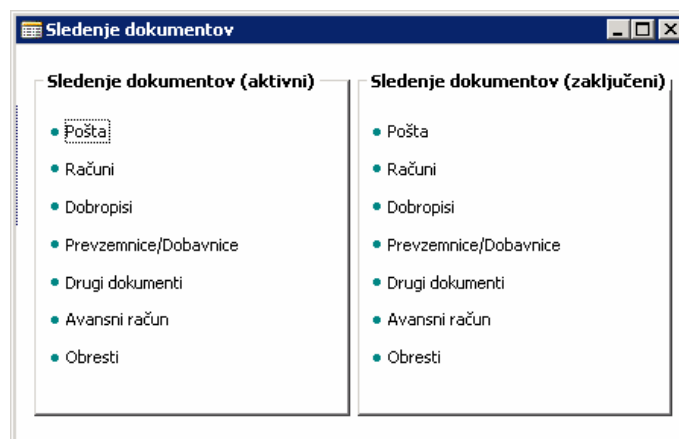 Sledenje dokumentov
Sledenje dokumentov (aktivni)
Pošta
Računi
Dobropisi
Prevzemnice/Dobavnice
Drugi dokumenti
Avansni račun
Obresti
Sledenje dokumentov (zaključeni)
Pošta
Računi
Dobropisi
Prevzemnice/Dobavnice
Drugi dokumenti
Avansni račun
Obresti